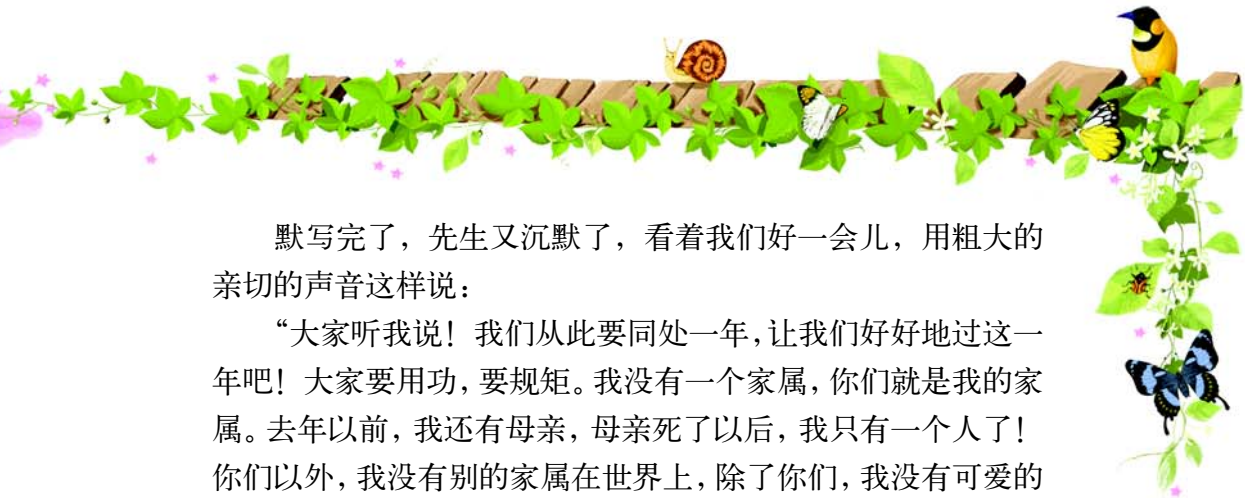 默写完了，先生又沉默了，看着我们好一会儿，用粗大的
亲切的声音这样说：
“大家听我说！我们从此要同处一年，让我们好好地过这一
年吧！大家要用功，要规矩。我没有一个家属，你们就是我的家
属。去年以前，我还有母亲，母亲死了以后，我只有一个人了！
你们以外，我没有别的家属在世界上，除了你们，我没有可爱的